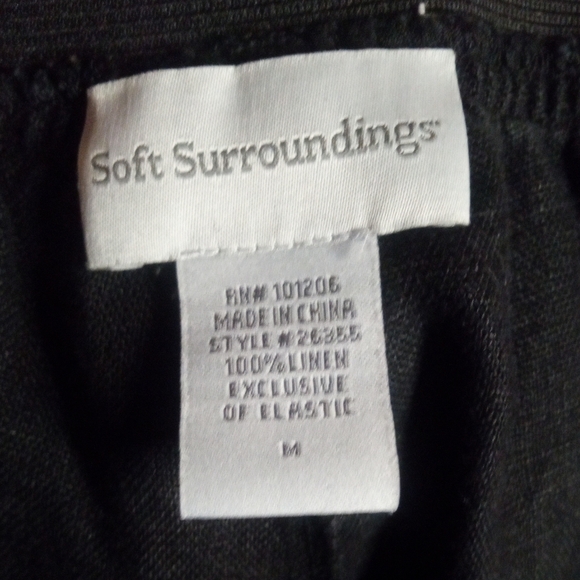 Soft Surroundings
RN# 101206
MADE IN CHINA
STYLE #26355
100% LINEN
EXCLUSIVE
OF ELASTIC
M